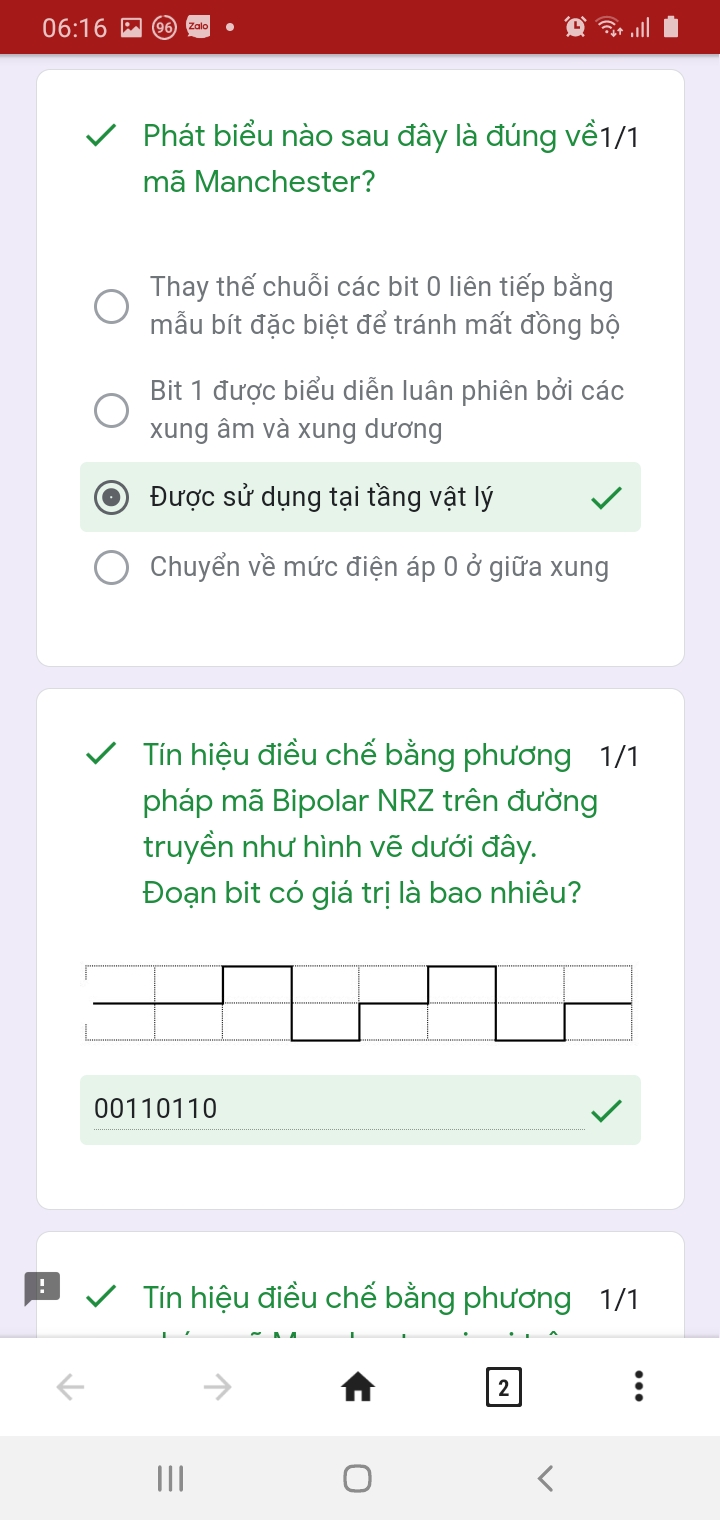 06:16 96 Zalo
Phát biểu nào sau đây là đúng về 1/1
mã Manchester?
Thay thế chuỗi các bit 0 liên tiếp bằng
mẫu bít đặc biệt để tránh mất đồng bộ
Bit 1 được biểu diễn luân phiên bởi các
xung âm và xung dương
Được sử dụng tại tầng vật lý
Chuyển về mức điện áp 0 ở giữa xung
Tín hiệu điều chế bằng phương 1/1
pháp mã Bipolar NRZ trên đường
truyền như hình vẽ dưới đây.
Đoạn bit có giá trị là bao nhiêu?
00110110
Tín hiệu điều chế bằng phương 1/1
2